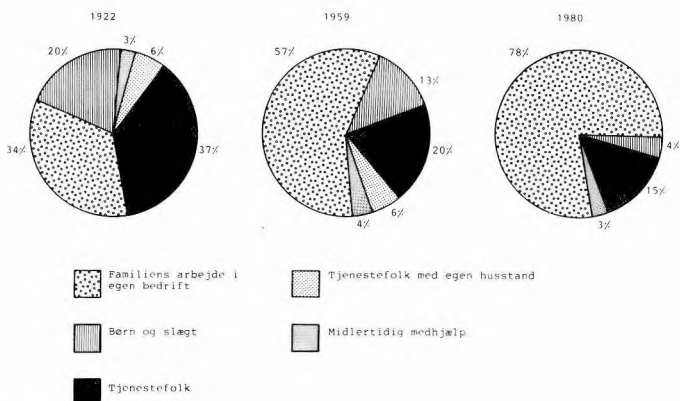 1922
1959
1980
3%
20%
6%
34%
37%
57%
13%
20%
6%
4%
78%
4%
15%
3%
Familiens arbejde i
egen bedrift
Tjenestefolk med egen husstand
Børn og slægt
Midlertidig medhjælp
Tjenestefolk